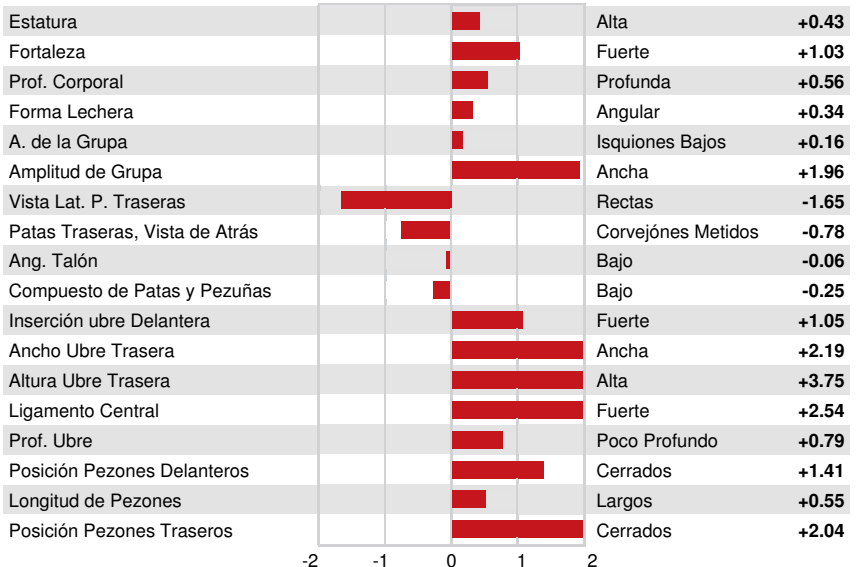 Estatura Alta +0.43
Fortaleza Fuerte +1.03
Prof. Corporal Profunda +0.56
Forma Lechera Angular +0.34
A. de la Grupa Isquiones Bajos +0.16
Amplitud de Grupa Ancha +1.96
Vista Lat. P. Traseras Rectas -1.65
Patas Traseras, Vista de Atrás Corvejónes Metidos -0.78
Ang. Talón Bajo -0.06
Compuesto de Patas y Pezuñas Bajo -0.25
Inserción ubre Delantera Fuerte +1.05
Ancho Ubre Trasera Ancha +2.19
Altura Ubre Trasera Alta +3.75
Ligamento Central Fuerte +2.54
Prof. Ubre Poco Profundo +0.79
Posición Pezones Delanteros Cerrados +1.41
Longitud de Pezones Largos +0.55
Posición Pezones Traseros Cerrados +2.04
-2 -1 0 1 2